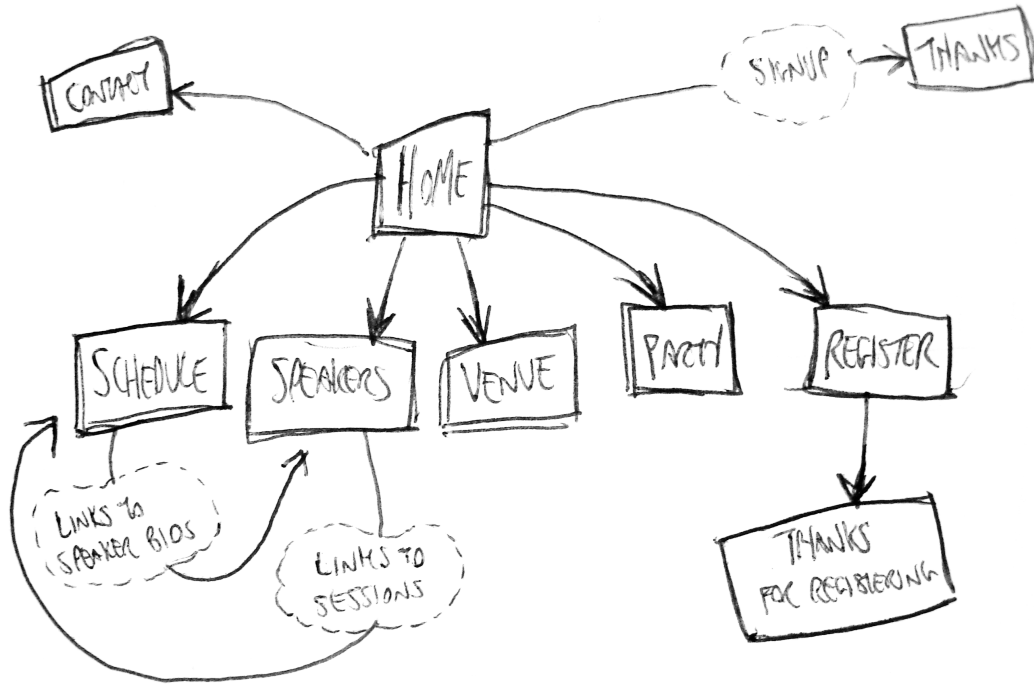 CONTACT
SIGNUP
THANKS
HOME
SCHEDULE
SPEAKERS
VENUE
PARTY
REGISTER
LINKS TO
SPEAKER BIOS
LINKS TO
SESSIONS
THANKS
FOR REGISTERING